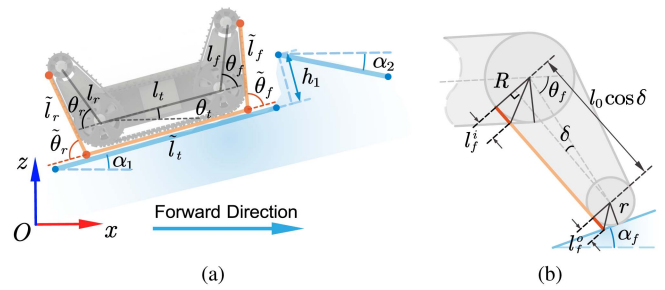 l_f
θ_f
l̃_f
h_1
α_2
l_r
θ_r
l_t
θ_t
θ̃_f
l̃_r
θ̃_r
α_1
l̃_t
z
O
x
Forward Direction
(a)
R
θ_f
l_0 cos δ
l_f^i
δ
r
l_f^o
α_f
(b)